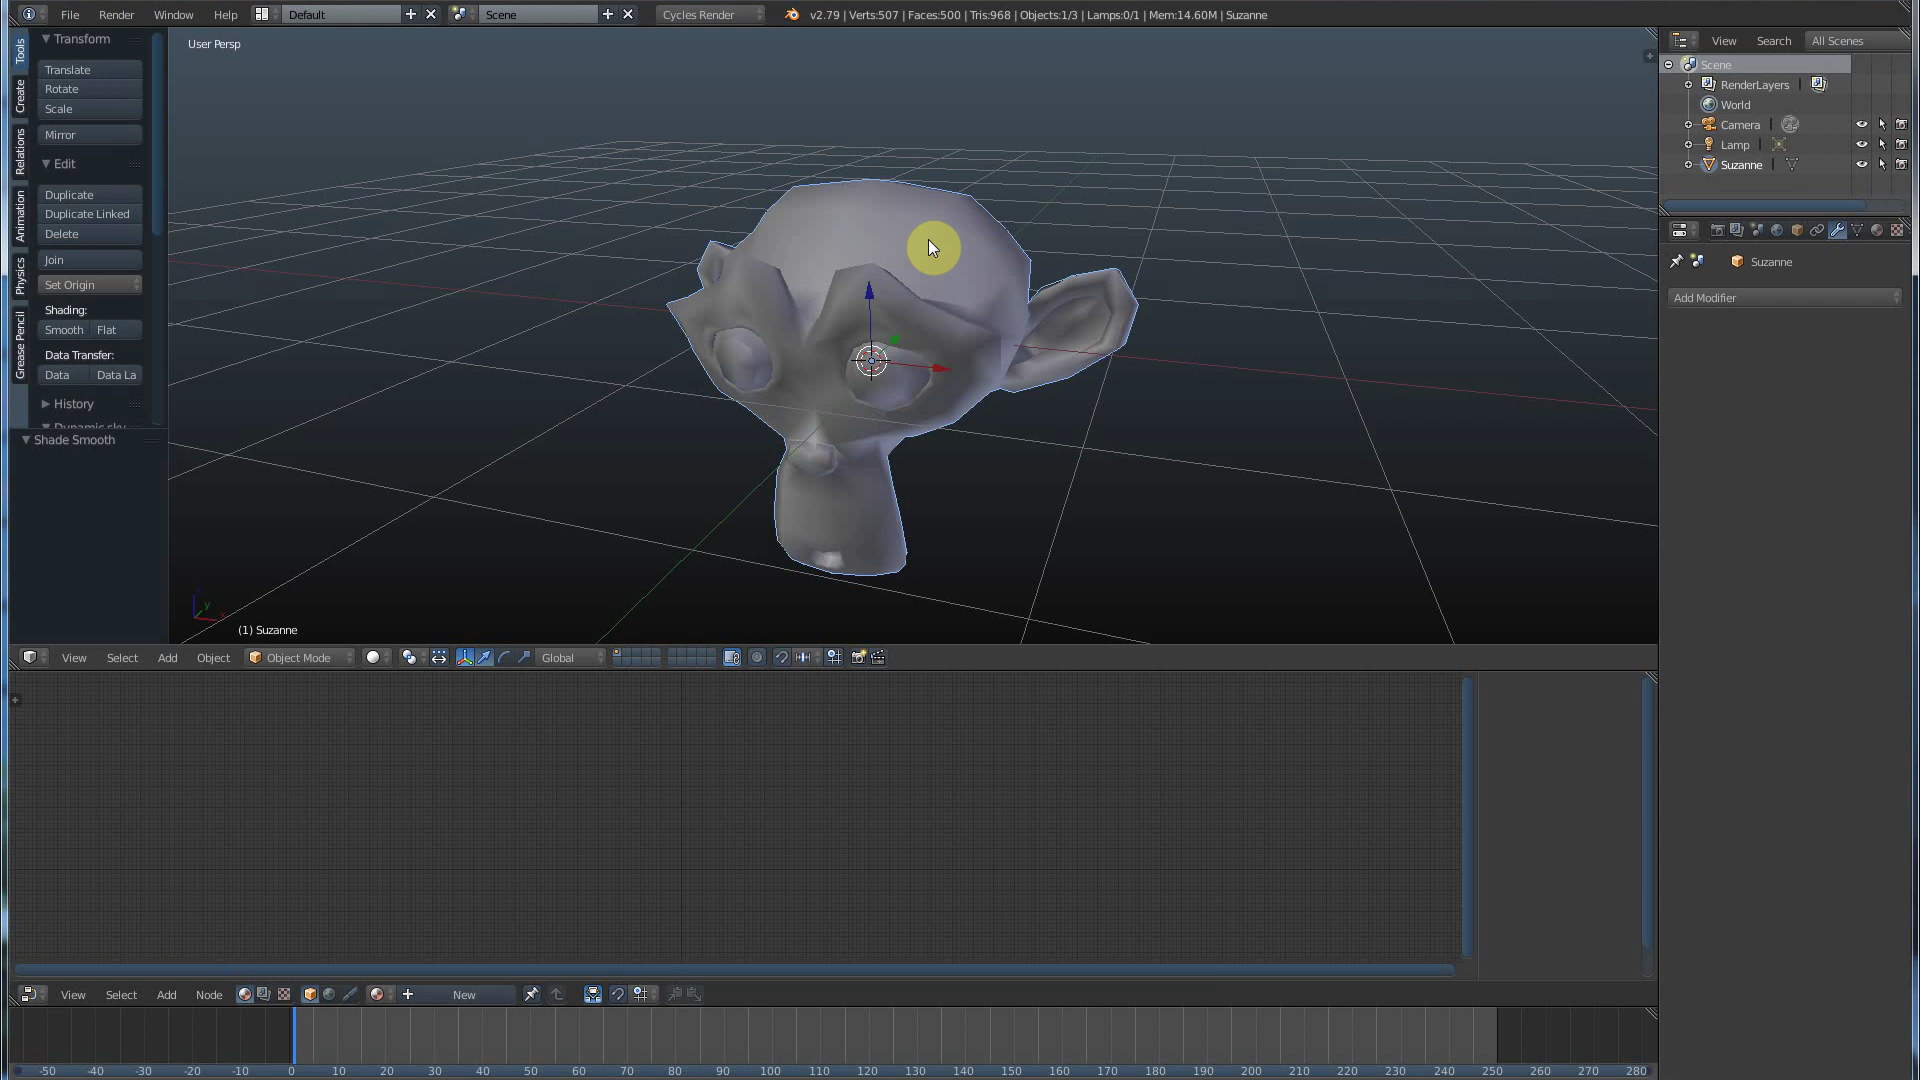 File Render Window Help Default Scene Cycles Render v2.79 | Verts:507 | Faces:500 | Tris:968 | Objects:1/3 | Lamps:0/1 | Mem:14.60M | Suzanne
Tools
Create
Relations
Animation
Physics
Grease Pencil
Transform
Translate
Rotate
Scale
Mirror
Edit
Duplicate
Duplicate Linked
Delete
Join
Set Origin
Shading:
Smooth Flat
Data Transfer:
Data Data La
History
Dynamic sky
Shade Smooth
User Persp
(1) Suzanne
View Search All Scenes
Scene
RenderLayers
World
Camera
Lamp
Suzanne
Suzanne
Add Modifier
View Select Add Object Object Mode Global
View Select Add Node New
-50 -40 -30 -20 -10 0 10 20 30 40 50 60 70 80 90 100 110 120 130 140 150 160 170 180 190 200 210 220 230 240 250 260 270 280